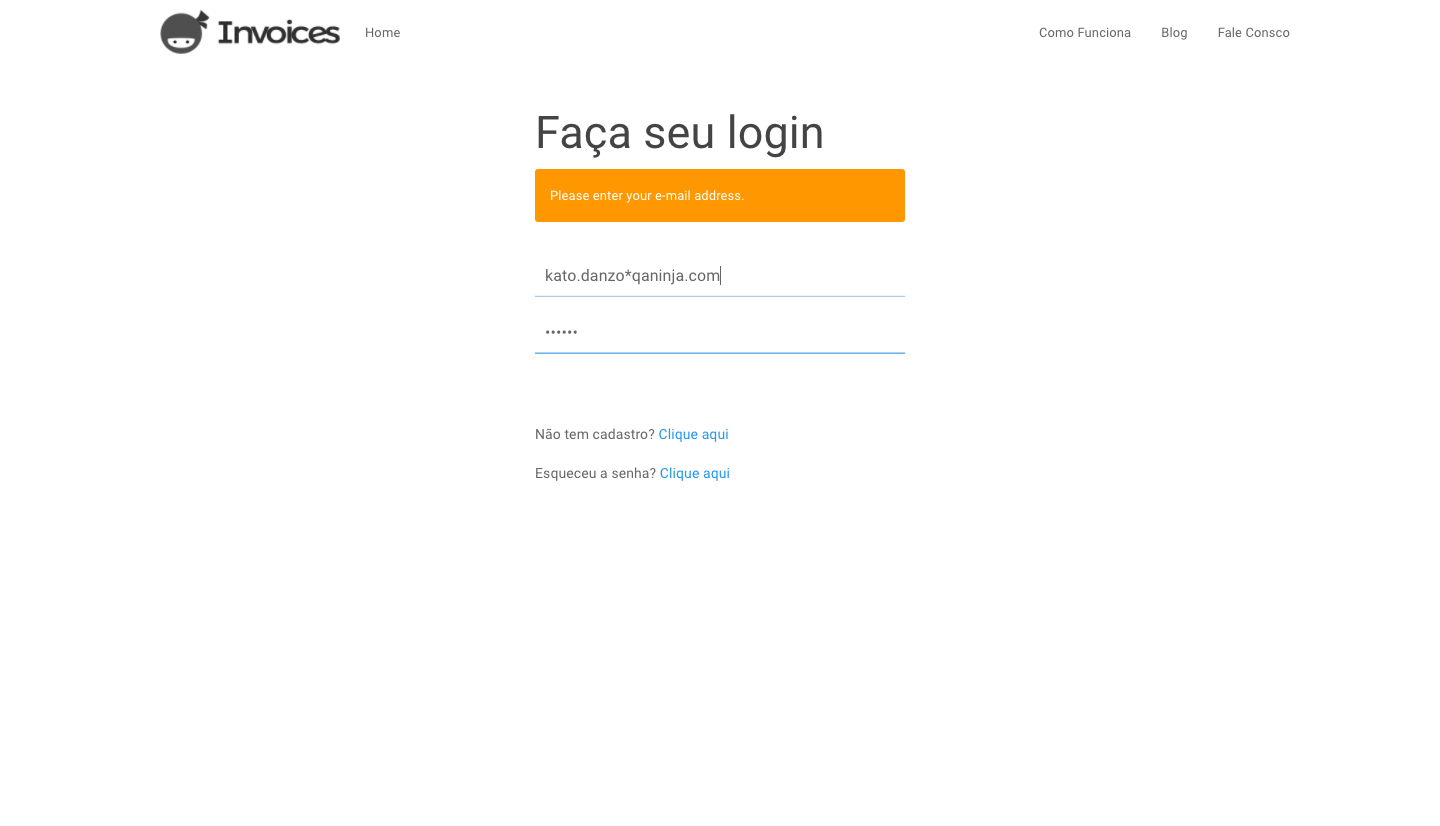 Invoices
Home
Como Funciona
Blog
Fale Consco
Faça seu login
Please enter your e-mail address.
kato.danzo*qaninja.com
••••••
Não tem cadastro? Clique aqui
Esqueceu a senha? Clique aqui